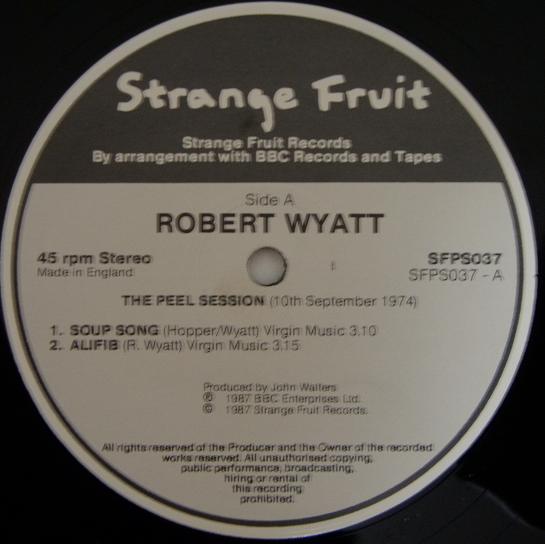 Strange Fruit
Strange Fruit Records
By arrangement with BBC Records and Tapes
Side A
ROBERT WYATT
45 rpm Stereo
Made in England
SFPS037
SFPS037 - A
THE PEEL SESSION (10th September 1974)
1. SOUP SONG (Hopper/Wyatt) Virgin Music 3.10
2. ALIFIB (R. Wyatt) Virgin Music 3.15
Produced by John Walters
℗ 1987 BBC Enterprises Ltd.
© 1987 Strange Fruit Records.
All rights reserved of the Producer and the Owner of the recorded
works reserved. All unauthorised copying,
public performance, broadcasting,
hiring or rental of
this recording
prohibited.